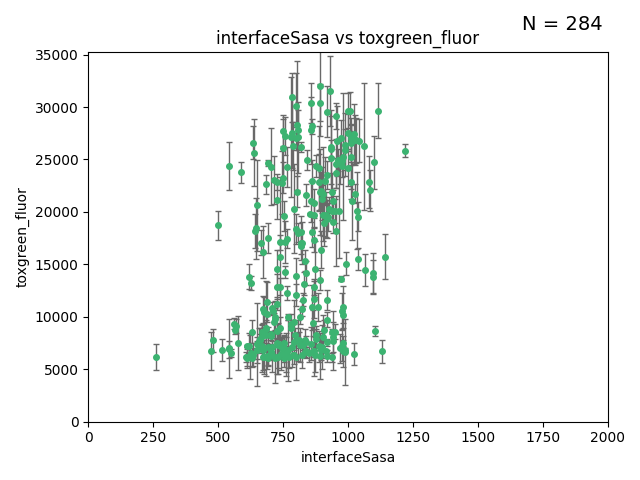 N = 284
interfaceSasa vs toxgreen_fluor
35000
30000
25000
20000
15000
10000
5000
0
toxgreen_fluor
0 250 500 750 1000 1250 1500 1750 2000
interfaceSasa